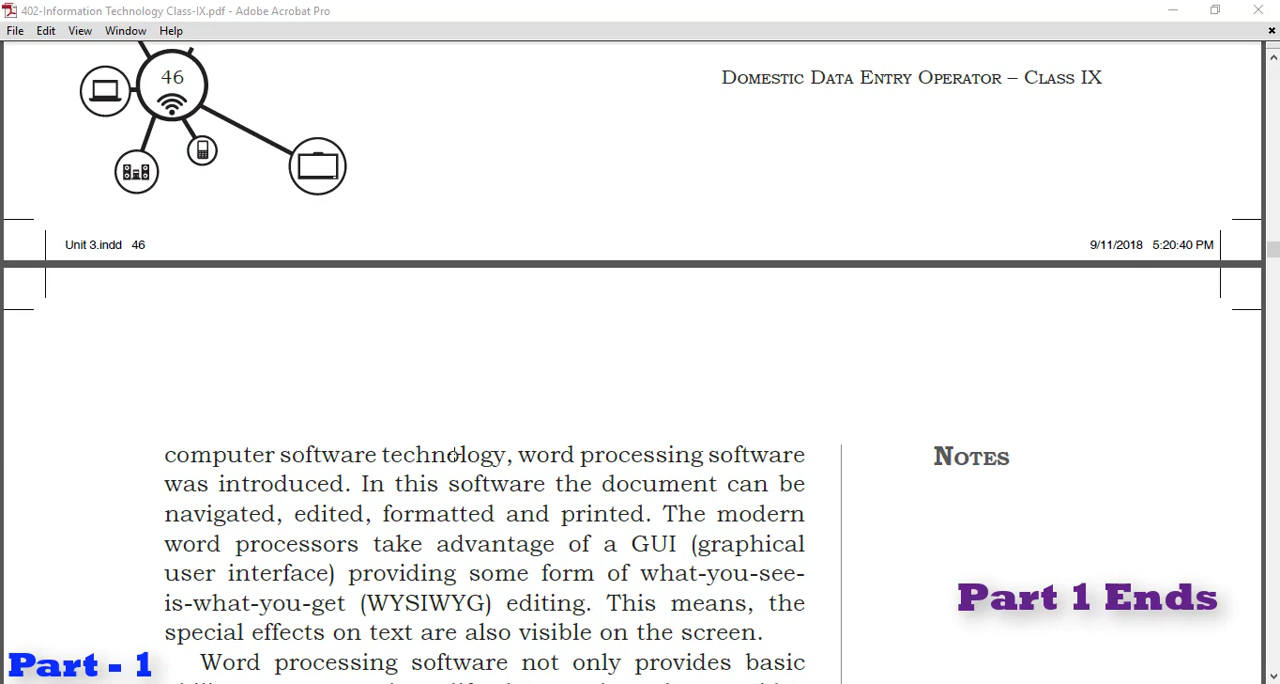 402-Information Technology Class-IX.pdf - Adobe Acrobat Pro
File Edit View Window Help
46
DOMESTIC DATA ENTRY OPERATOR – CLASS IX
Unit 3.indd 46
9/11/2018 5:20:40 PM
computer software technology, word processing software
was introduced. In this software the document can be
navigated, edited, formatted and printed. The modern
word processors take advantage of a GUI (graphical
user interface) providing some form of what-you-see-
is-what-you-get (WYSIWYG) editing. This means, the
special effects on text are also visible on the screen.
Word processing software not only provides basic
NOTES
Part 1 Ends
Part - 1